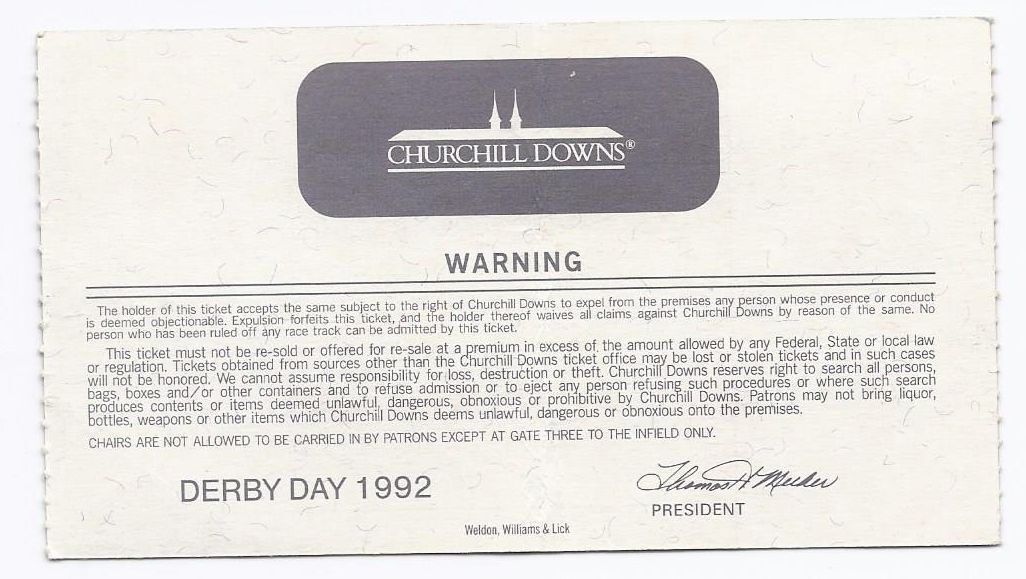 CHURCHILL DOWNS®
WARNING
The holder of this ticket accepts the same subject to the right of Churchill Downs to expel from the premises any person whose presence or conduct
is deemed objectionable. Expulsion forfeits this ticket, and the holder thereof waives all claims against Churchill Downs by reason of the same. No
person who has been ruled off any race track can be admitted by this ticket.
This ticket must not be re-sold or offered for re-sale at a premium in excess of the amount allowed by any Federal, State or local law
or regulation. Tickets obtained from sources other than the Churchill Downs ticket office may be lost or stolen tickets and in such cases
will not be honored. We cannot assume responsibility for loss, destruction or theft. Churchill Downs reserves right to search all persons,
bags, boxes and/or other containers and to refuse admission or to eject any person refusing such procedures or where such search
produces contents or items deemed unlawful, dangerous, obnoxious or prohibitive by Churchill Downs. Patrons may not bring liquor,
bottles, weapons or other items which Churchill Downs deems unlawful, dangerous or obnoxious onto the premises.
CHAIRS ARE NOT ALLOWED TO BE CARRIED IN BY PATRONS EXCEPT AT GATE THREE TO THE INFIELD ONLY.
DERBY DAY 1992
Thomas H Meeker
PRESIDENT
Weldon, Williams & Lick